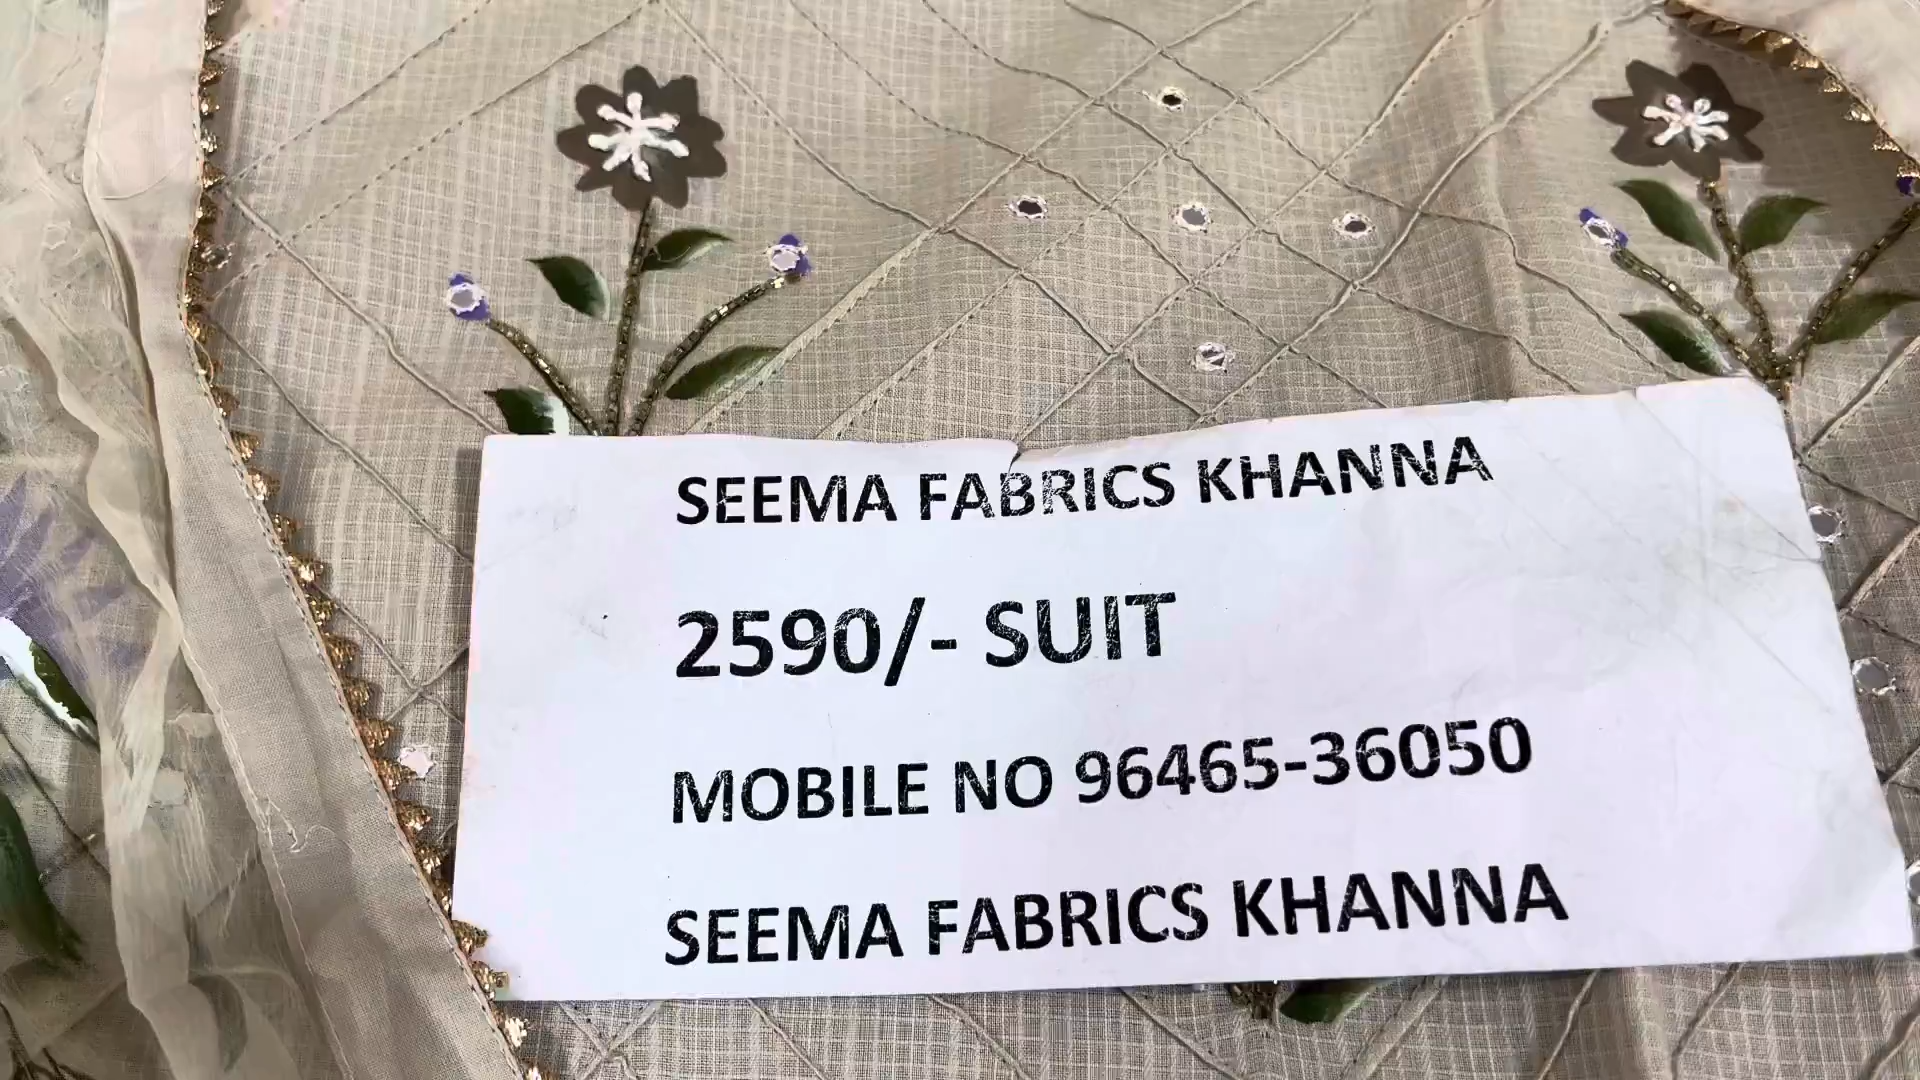 SEEMA FABRICS KHANNA
2590/- SUIT
MOBILE NO 96465-36050
SEEMA FABRICS KHANNA